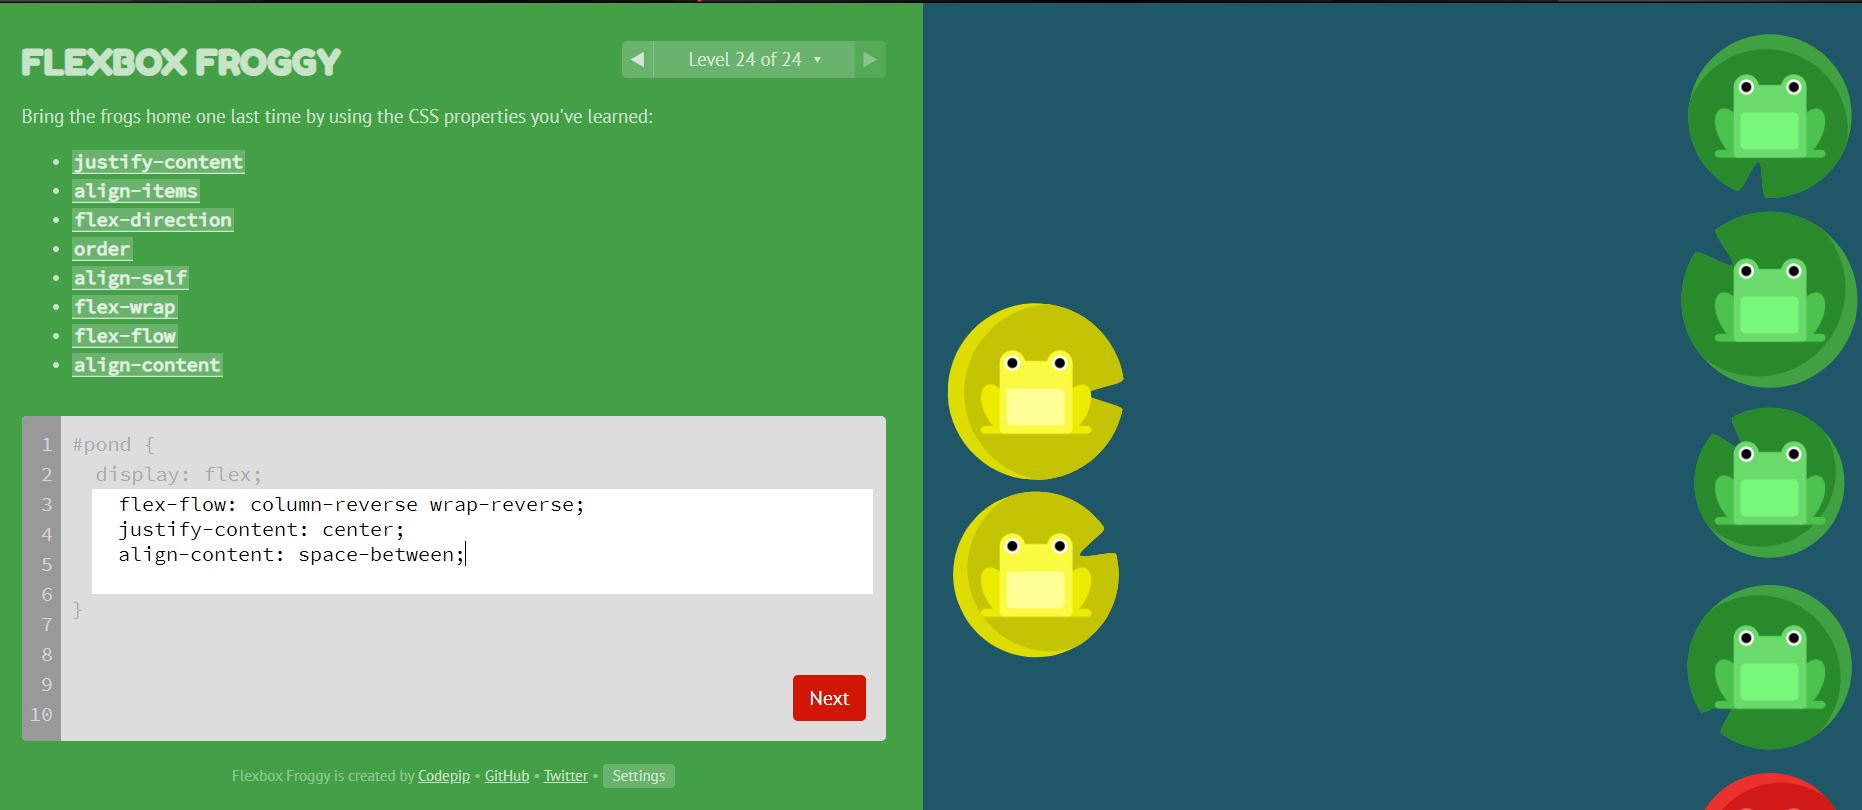 FLEXBOX FROGGY
◀ Level 24 of 24 ▾ ▶
Bring the frogs home one last time by using the CSS properties you've learned:
• justify-content
• align-items
• flex-direction
• order
• align-self
• flex-wrap
• flex-flow
• align-content
1 #pond {
2 display: flex;
3 flex-flow: column-reverse wrap-reverse;
4 justify-content: center;
5 align-content: space-between;
6 }
7
8
9
10
Next
Flexbox Froggy is created by Codepip • GitHub • Twitter • Settings